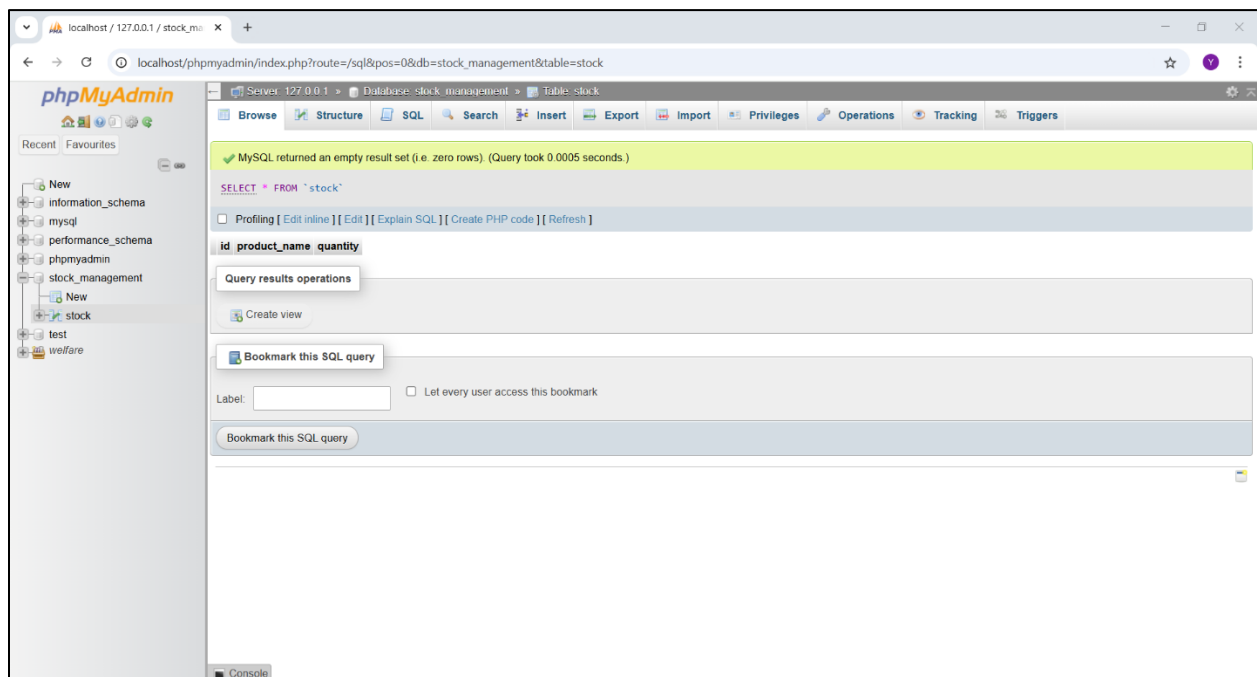 localhost / 127.0.0.1 / stock_ma
localhost/phpmyadmin/index.php?route=/sql&pos=0&db=stock_management&table=stock
Y
phpMyAdmin
Recent Favourites
New
information_schema
mysql
performance_schema
phpmyadmin
stock_management
New
stock
test
welfare
Server: 127.0.0.1 » Database: stock_management » Table: stock
Browse Structure SQL Search Insert Export Import Privileges Operations Tracking Triggers
MySQL returned an empty result set (i.e. zero rows). (Query took 0.0005 seconds.)
SELECT * FROM `stock`
Profiling [ Edit inline ] [ Edit ] [ Explain SQL ] [ Create PHP code ] [ Refresh ]
id product_name quantity
Query results operations
Create view
Bookmark this SQL query
Label: Let every user access this bookmark
Bookmark this SQL query
Console